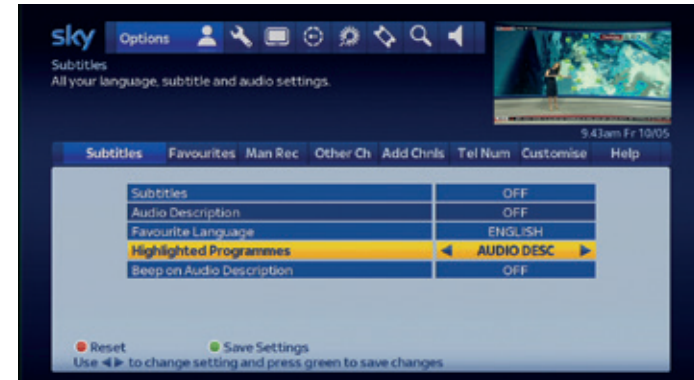 sky Options
Subtitles
All your language, subtitle and audio settings.
9.43am Fr 10/05
Subtitles Favourites Man Rec Other Ch Add Chnls Tel Num Customise Help
Subtitles OFF
Audio Description OFF
Favourite Language ENGLISH
Highlighted Programmes ◀ AUDIO DESC ▶
Beep on Audio Description OFF
Reset Save Settings
Use ◀▶ to change setting and press green to save changes